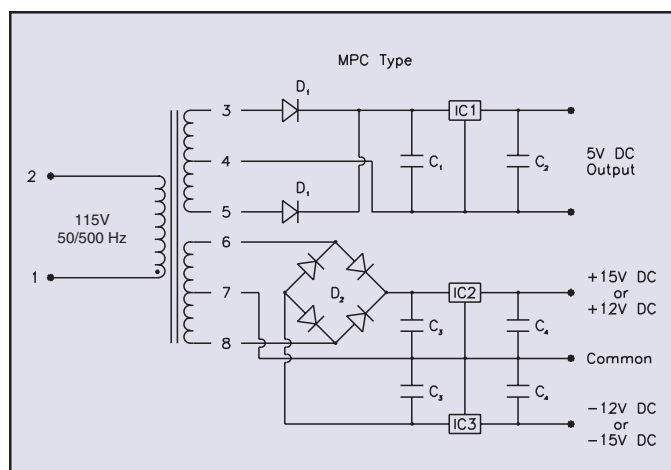 MPC Type
D₁
3
IC1
4
C₁
C₂
5V DC
Output
2
115V
50/500 Hz
1
D₁
5
6
7
8
D₂
IC2
+15V DC
or
+12V DC
C₃
C₄
Common
C₃
C₄
IC3
−12V DC
or
−15V DC